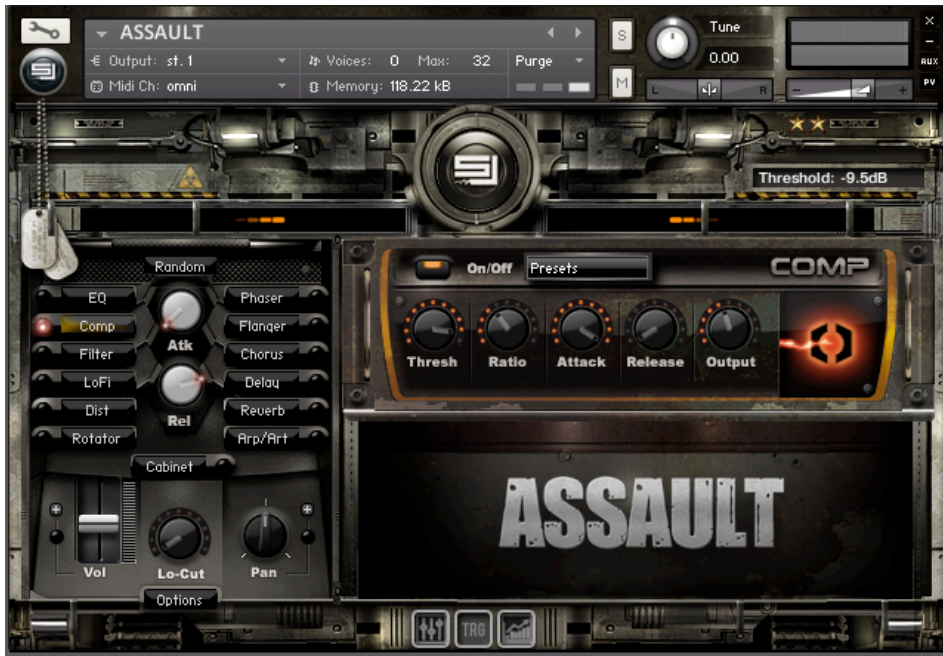 ASSAULT
Output: st. 1
Voices: 0 Max: 32
Purge
Midi Ch: omni
Memory: 118.22 kB
S
M
Tune
0.00
L
R
-
+
×
-
AUX
PV
Threshold: -9.5dB
Random
EQ
Comp
Filter
LoFi
Dist
Rotator
Atk
Rel
Phaser
Flanger
Chorus
Delay
Reverb
Arp/Art
Cabinet
Vol
Lo-Cut
Pan
Options
On/Off
Presets
COMP
Thresh
Ratio
Attack
Release
Output
ASSAULT
TRG